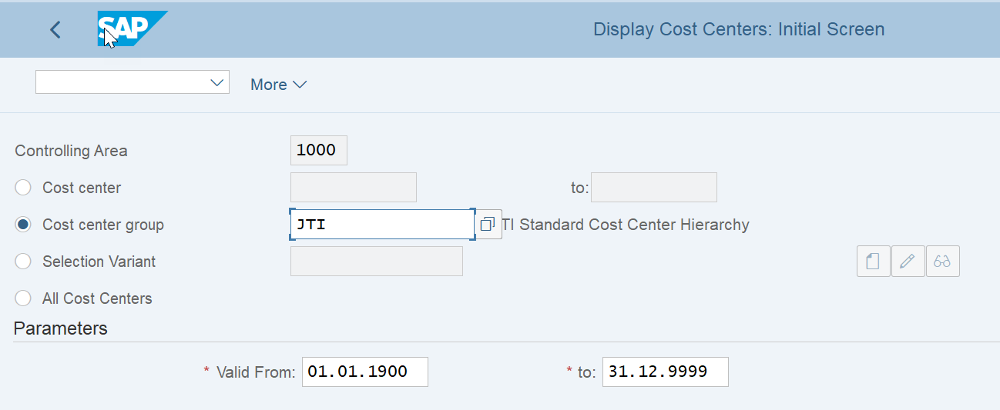 SAP
Display Cost Centers: Initial Screen
More
Controlling Area 1000
Cost center to:
Cost center group JTI TI Standard Cost Center Hierarchy
Selection Variant
All Cost Centers
Parameters
* Valid From: 01.01.1900 * to: 31.12.9999